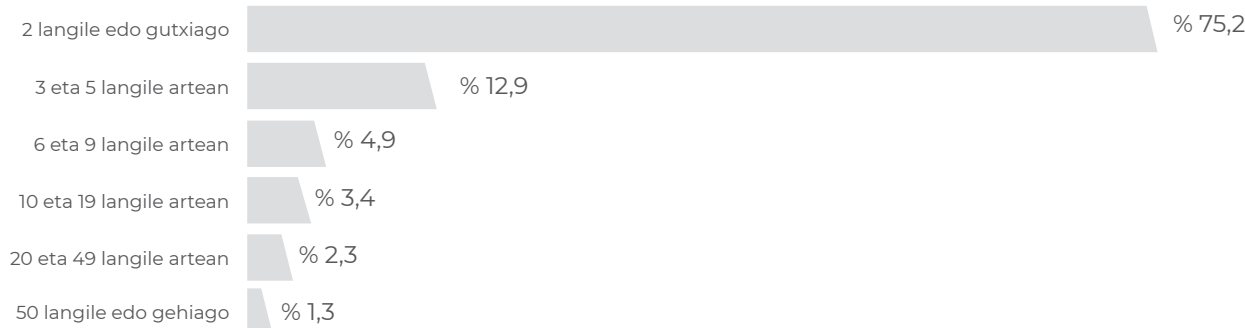 2 langile edo gutxiago % 75,2
3 eta 5 langile artean % 12,9
6 eta 9 langile artean % 4,9
10 eta 19 langile artean % 3,4
20 eta 49 langile artean % 2,3
50 langile edo gehiago % 1,3